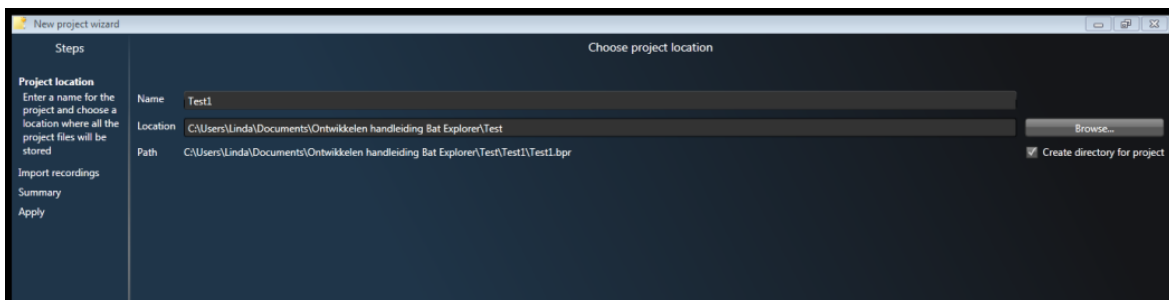 New project wizard
Steps
Choose project location
Project location
Enter a name for the
project and choose a
location where all the
project files will be
stored
Import recordings
Summary
Apply
Name
Test1
Location
C:\Users\Linda\Documents\Ontwikkelen handleiding Bat Explorer\Test
Browse...
Path
C:\Users\Linda\Documents\Ontwikkelen handleiding Bat Explorer\Test\Test1\Test1.bpr
Create directory for project